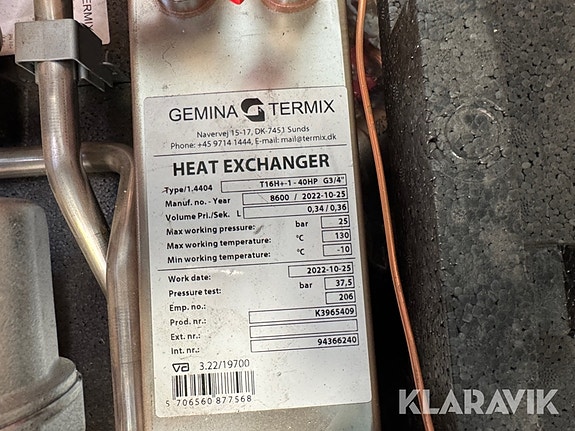 TERMIX
GEMINA TERMIX
Navervej 15-17, DK-7451 Sunds
Phone: +45 9714 1444, E-mail: mail@termix.dk
HEAT EXCHANGER
Type/1.4404 T16H+-1 - 40HP G3/4"
Manuf. no. - Year 8600 / 2022-10-25
Volume Pri./Sek. L 0,34 / 0,36
Max working pressure: bar 25
Max working temperature: °C 130
Min working temperature: °C -10
Work date: 2022-10-25
Pressure test: bar 37,5
Emp. no.: 206
Prod. nr.: K3965409
Ext. nr.:
Int. nr.: 94366240
va 3.22/19700
5 706560 877568
KLARAVIK